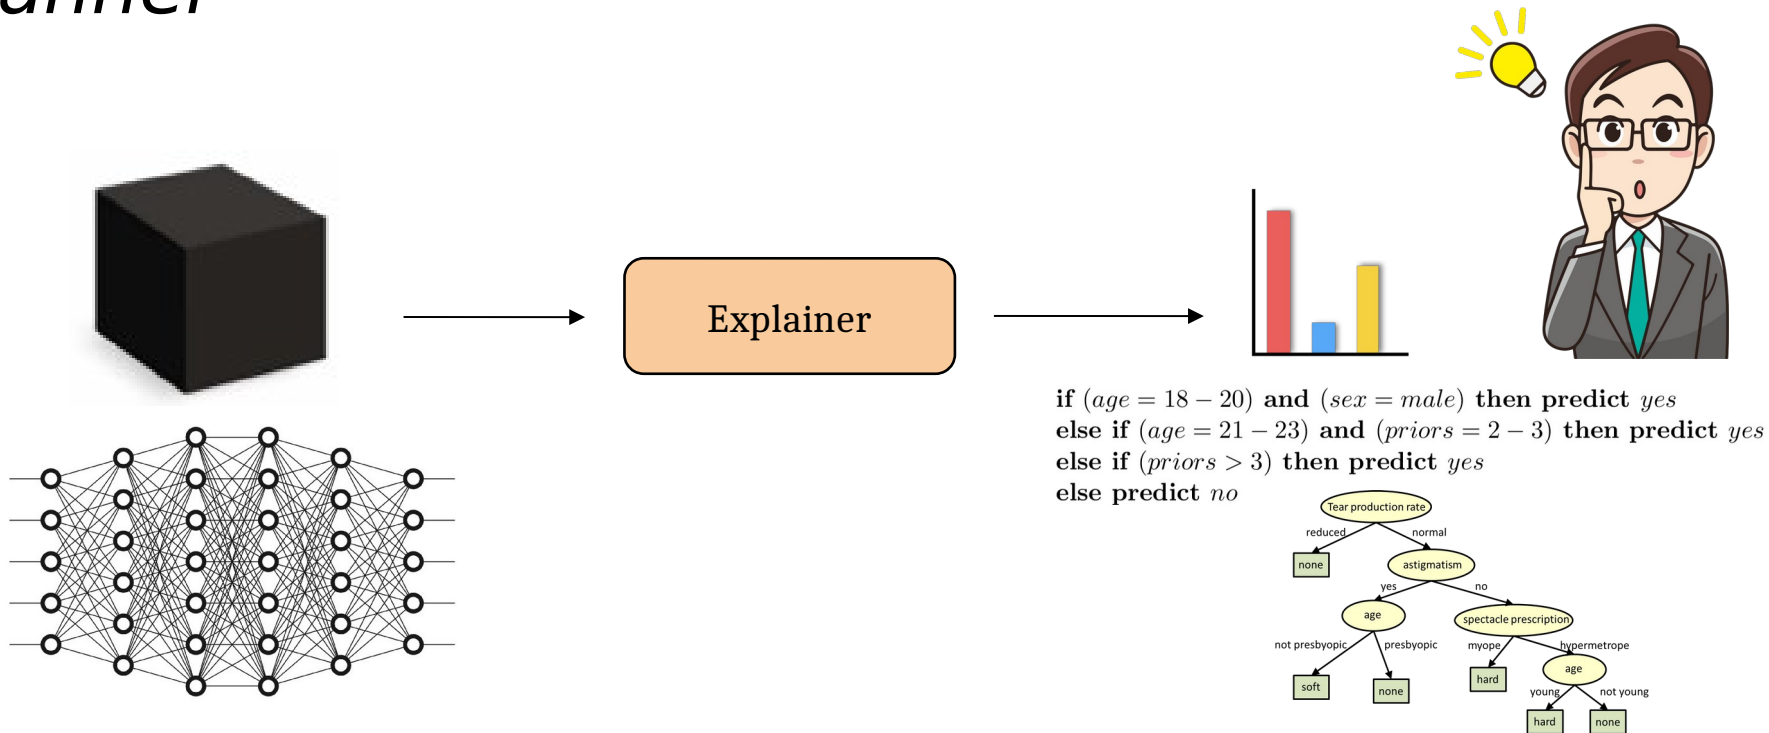 Explainer
if (age = 18 − 20) and (sex = male) then predict yes
else if (age = 21 − 23) and (priors = 2 − 3) then predict yes
else if (priors > 3) then predict yes
else predict no
Tear production rate
reduced
normal
none
astigmatism
yes
no
age
spectacle prescription
not presbyopic
presbyopic
myope
hypermetrope
soft
none
hard
age
young
not young
hard
none